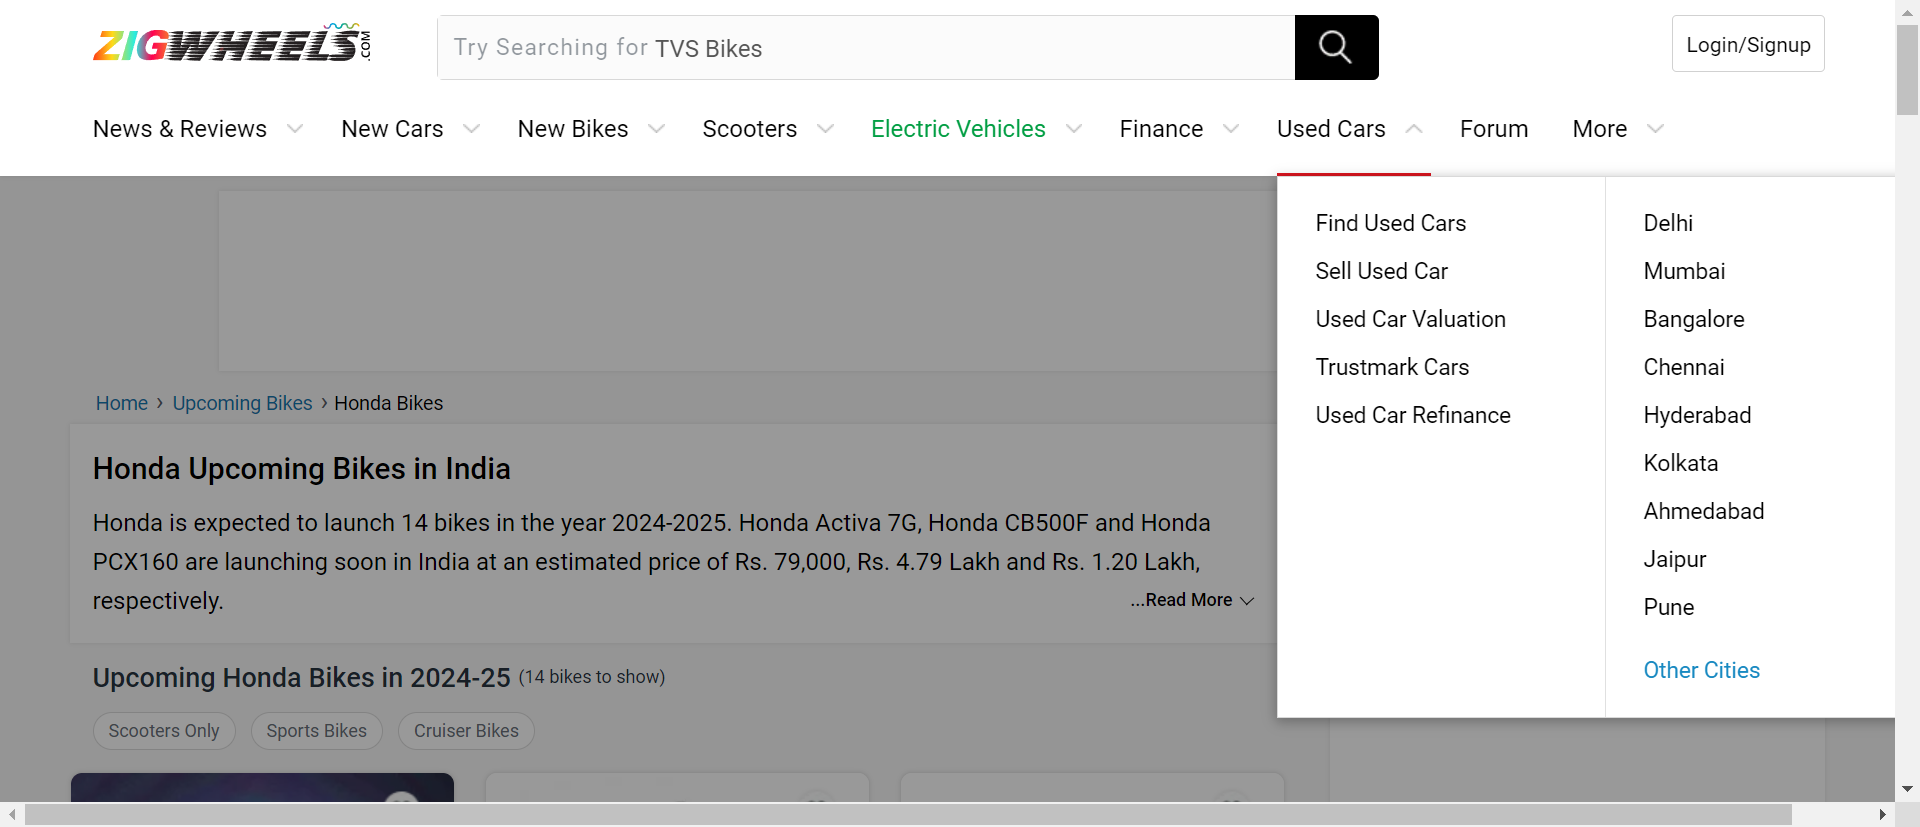 ZIGWHEELS.COM
Try Searching for TVS Bikes
Login/Signup
News & Reviews
New Cars
New Bikes
Scooters
Electric Vehicles
Finance
Used Cars
Forum
More
Find Used Cars
Sell Used Car
Used Car Valuation
Trustmark Cars
Used Car Refinance
Delhi
Mumbai
Bangalore
Chennai
Hyderabad
Kolkata
Ahmedabad
Jaipur
Pune
Other Cities
Home › Upcoming Bikes › Honda Bikes
Honda Upcoming Bikes in India
Honda is expected to launch 14 bikes in the year 2024-2025. Honda Activa 7G, Honda CB500F and Honda
PCX160 are launching soon in India at an estimated price of Rs. 79,000, Rs. 4.79 Lakh and Rs. 1.20 Lakh,
respectively.
...Read More
Upcoming Honda Bikes in 2024-25 (14 bikes to show)
Scooters Only
Sports Bikes
Cruiser Bikes